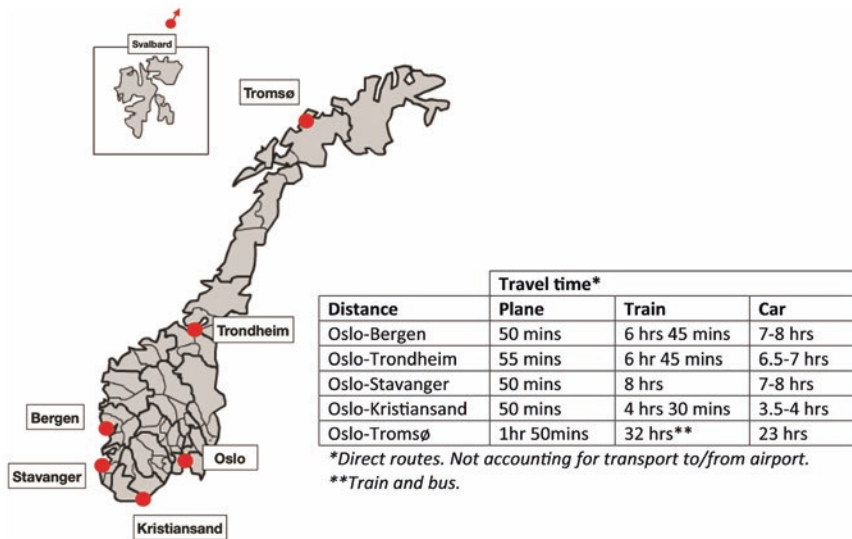 Svalbard
Tromsø
Trondheim
Bergen
Stavanger
Oslo
Kristiansand
Travel time*
Distance Plane Train Car
Oslo-Bergen 50 mins 6 hrs 45 mins 7-8 hrs
Oslo-Trondheim 55 mins 6 hr 45 mins 6.5-7 hrs
Oslo-Stavanger 50 mins 8 hrs 7-8 hrs
Oslo-Kristiansand 50 mins 4 hrs 30 mins 3.5-4 hrs
Oslo-Tromsø 1hr 50mins 32 hrs** 23 hrs
*Direct routes. Not accounting for transport to/from airport.
**Train and bus.